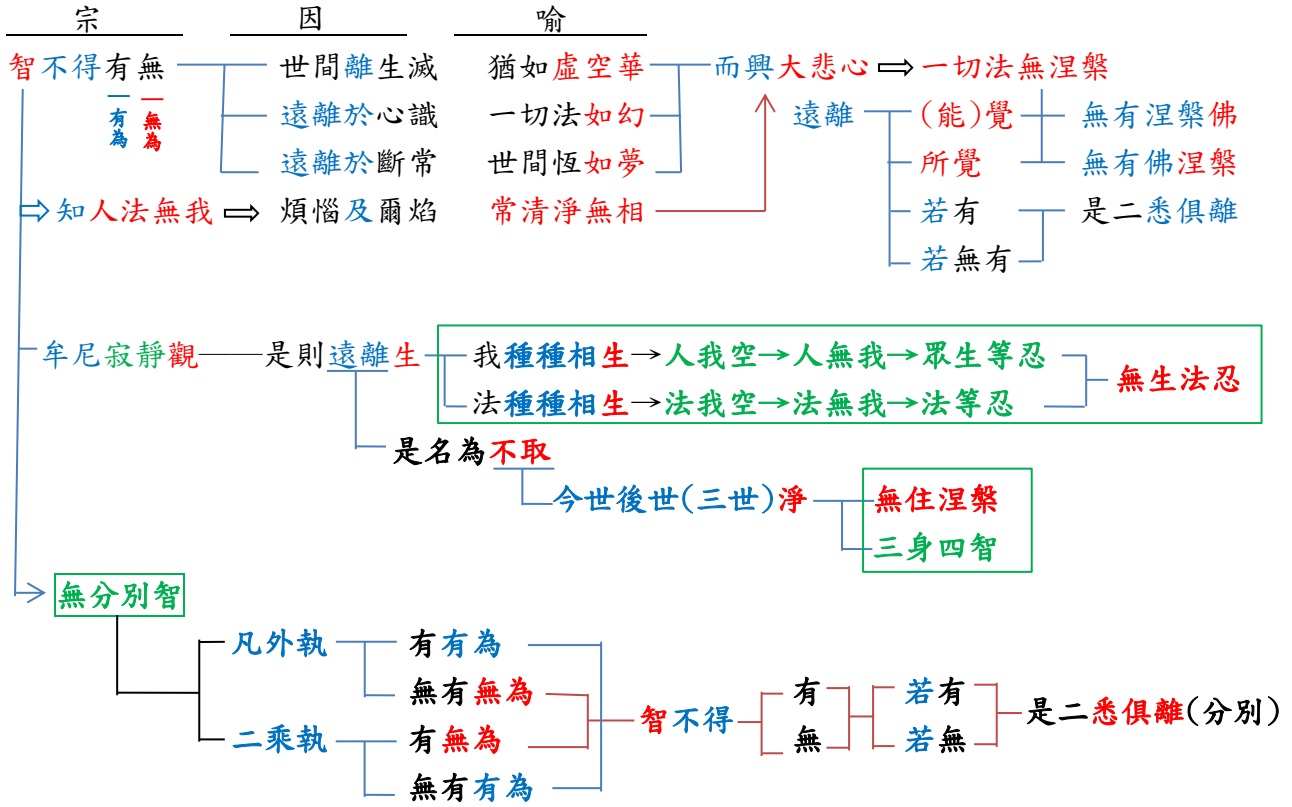 宗 因 喻
智不得有無 世間離生滅 猶如虛空華 而興大悲心⇨一切法無涅槃
有為 無為
遠離於心識 一切法如幻 遠離 (能)覺 無有涅槃佛
遠離於斷常 世間恆如夢 所覺 無有佛涅槃
⇨知人法無我⇨煩惱及爾焰 常清淨無相 若有 是二悉俱離
若無有
牟尼寂靜觀——是則遠離生 我種種相生→人我空→人無我→眾生等忍
無生法忍
法種種相生→法我空→法無我→法等忍
是名為不取
今世後世(三世)淨 無住涅槃
三身四智
無分別智
凡外執 有有為
無有無為 有 若有
智不得 是二悉俱離(分別)
二乘執 有無為 無 若無
無有有為